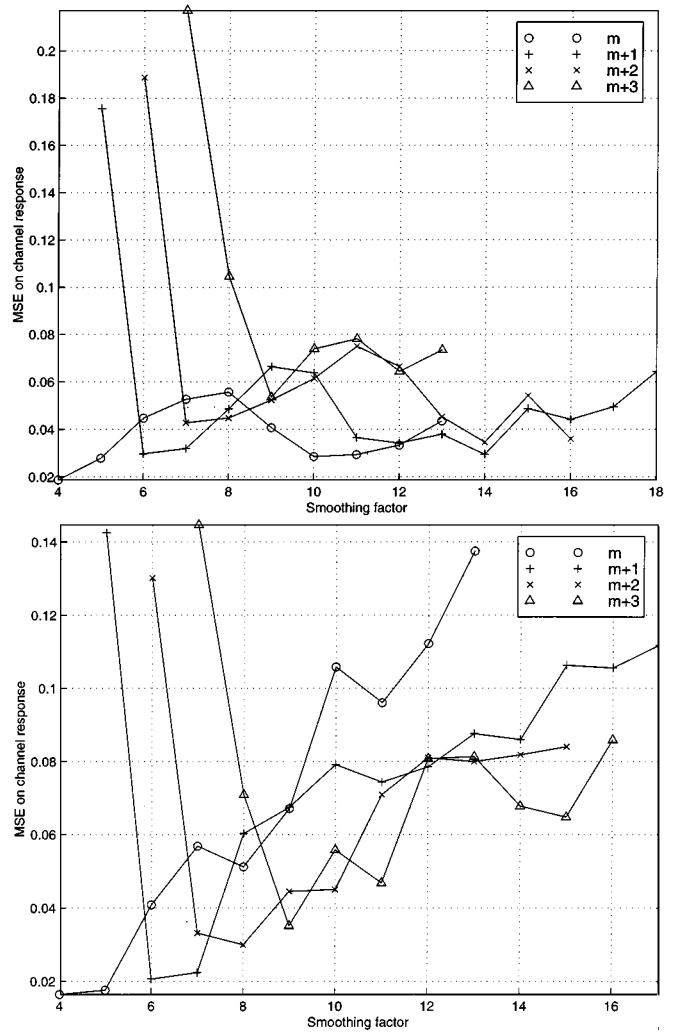 0.2
0.18
0.16
0.14
0.12
0.1
0.08
0.06
0.04
0.02
MSE on channel response
m
m+1
m+2
m+3
4 6 8 10 12 14 16 18
Smoothing factor
0.14
0.12
0.1
0.08
0.06
0.04
0.02
MSE on channel response
m
m+1
m+2
m+3
4 6 8 10 12 14 16
Smoothing factor